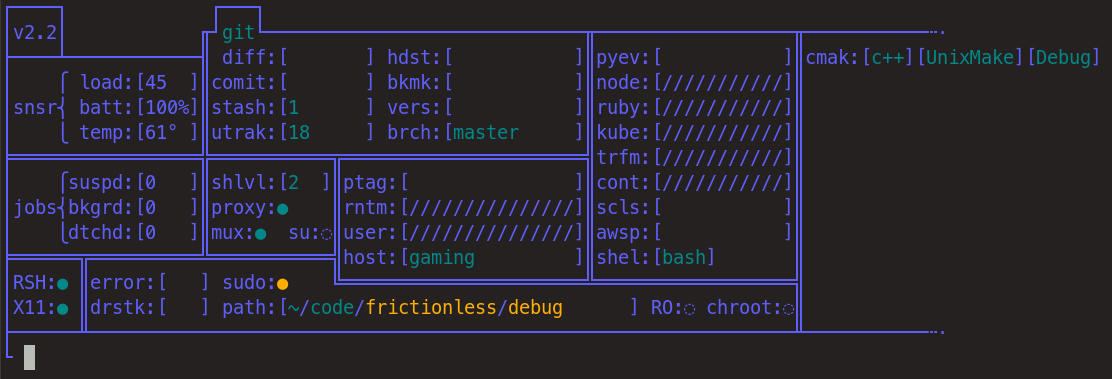 v2.2 git
diff:[ ] hdst:[ ] pyev:[ ] cmak:[c++][UnixMake][Debug]
load:[45 ] comit:[ ] bkmk:[ ] node:[///////////]
snsr batt:[100%] stash:[1 ] vers:[ ] ruby:[///////////]
temp:[61° ] utrak:[18 ] brch:[master ] kube:[///////////]
trfm:[///////////]
suspd:[0 ] shlvl:[2 ] ptag:[ ] cont:[///////////]
jobs bkgrd:[0 ] proxy:● rntm:[///////////////] scls:[ ]
dtchd:[0 ] mux:● su:◌ user:[///////////////] awsp:[ ]
host:[gaming ] shel:[bash]
RSH:● error:[ ] sudo:●
X11:● drstk:[ ] path:[~/code/frictionless/debug ] RO:◌ chroot:◌